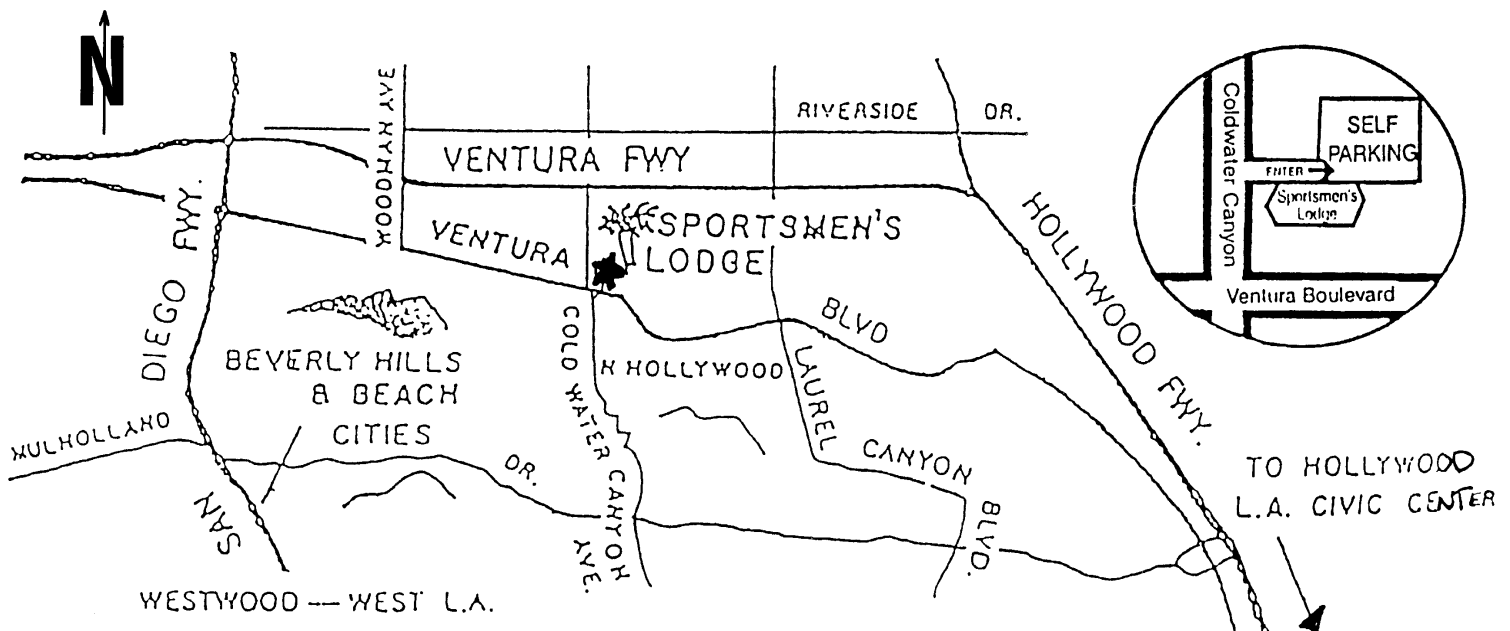 N
WOODMAN AVE
RIVERSIDE DR.
VENTURA FWY
SAN DIEGO FWY.
VENTURA BLVD
SPORTSMEN'S
LODGE
HOLLYWOOD FWY.
BEVERLY HILLS
& BEACH
CITIES
COLD WATER CANYON AVE.
N HOLLYWOOD
LAUREL CANYON BLVD.
MULHOLLAND DR.
TO HOLLYWOOD
L.A. CIVIC CENTER
WESTWOOD — WEST L.A.
Coldwater Canyon
SELF
PARKING
ENTER
Sportsmen's
Lodge
Ventura Boulevard